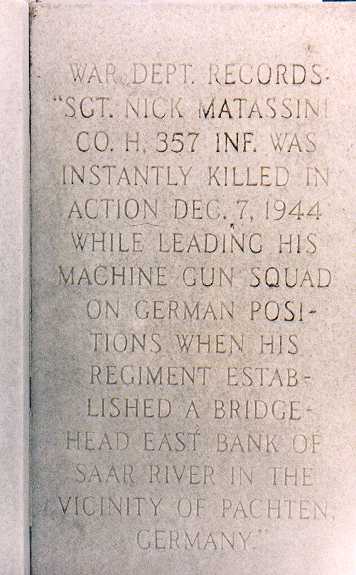 WAR DEPT. RECORDS-
"SGT. NICK MATASSINI
CO. H, 357 INF. WAS
INSTANTLY KILLED IN
ACTION DEC. 7, 1944
WHILE LEADING HIS
MACHINE GUN SQUAD
ON GERMAN POSI-
TIONS WHEN HIS
REGIMENT ESTAB-
LISHED A BRIDGE-
HEAD EAST BANK OF
SAAR RIVER IN THE
VICINITY OF PACHTEN,
GERMANY."